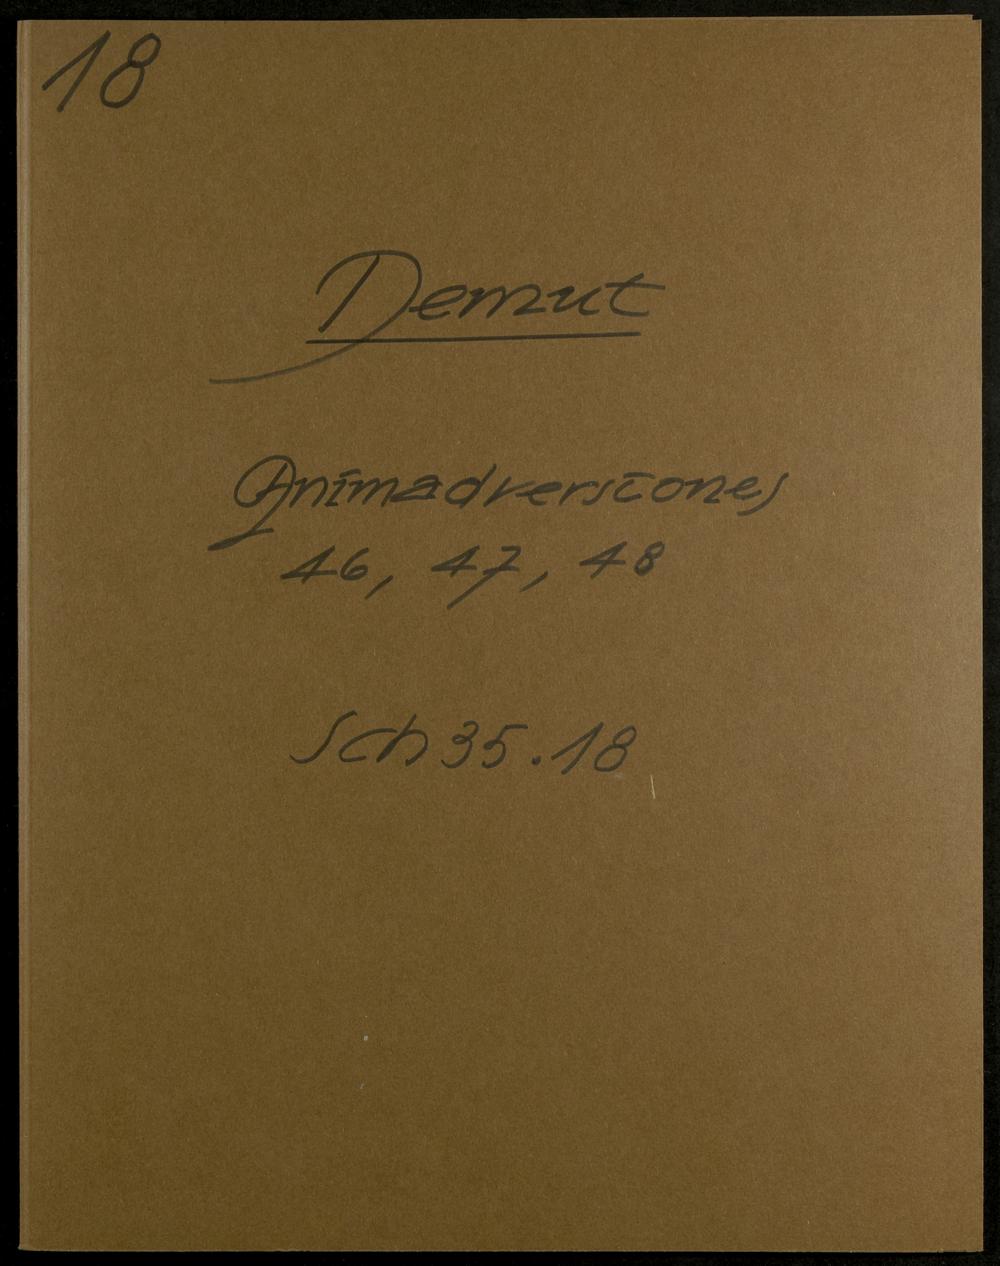 18
Demut
Animadversiones
46, 47, 48
Sch 35.18